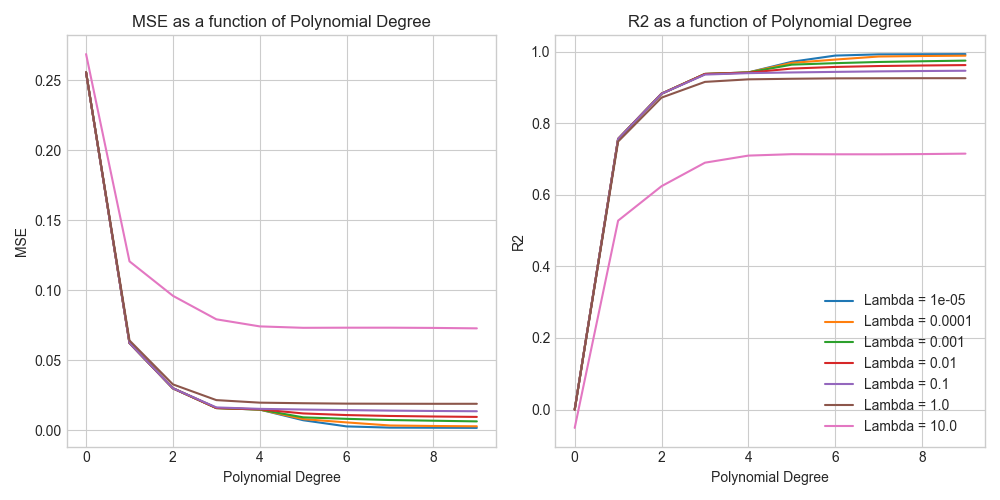 MSE as a function of Polynomial Degree
0.25
0.20
0.15
0.10
0.05
0.00
MSE
0 2 4 6 8
Polynomial Degree
R2 as a function of Polynomial Degree
1.0
0.8
0.6
0.4
0.2
0.0
R2
0 2 4 6 8
Polynomial Degree
Lambda = 1e-05
Lambda = 0.0001
Lambda = 0.001
Lambda = 0.01
Lambda = 0.1
Lambda = 1.0
Lambda = 10.0